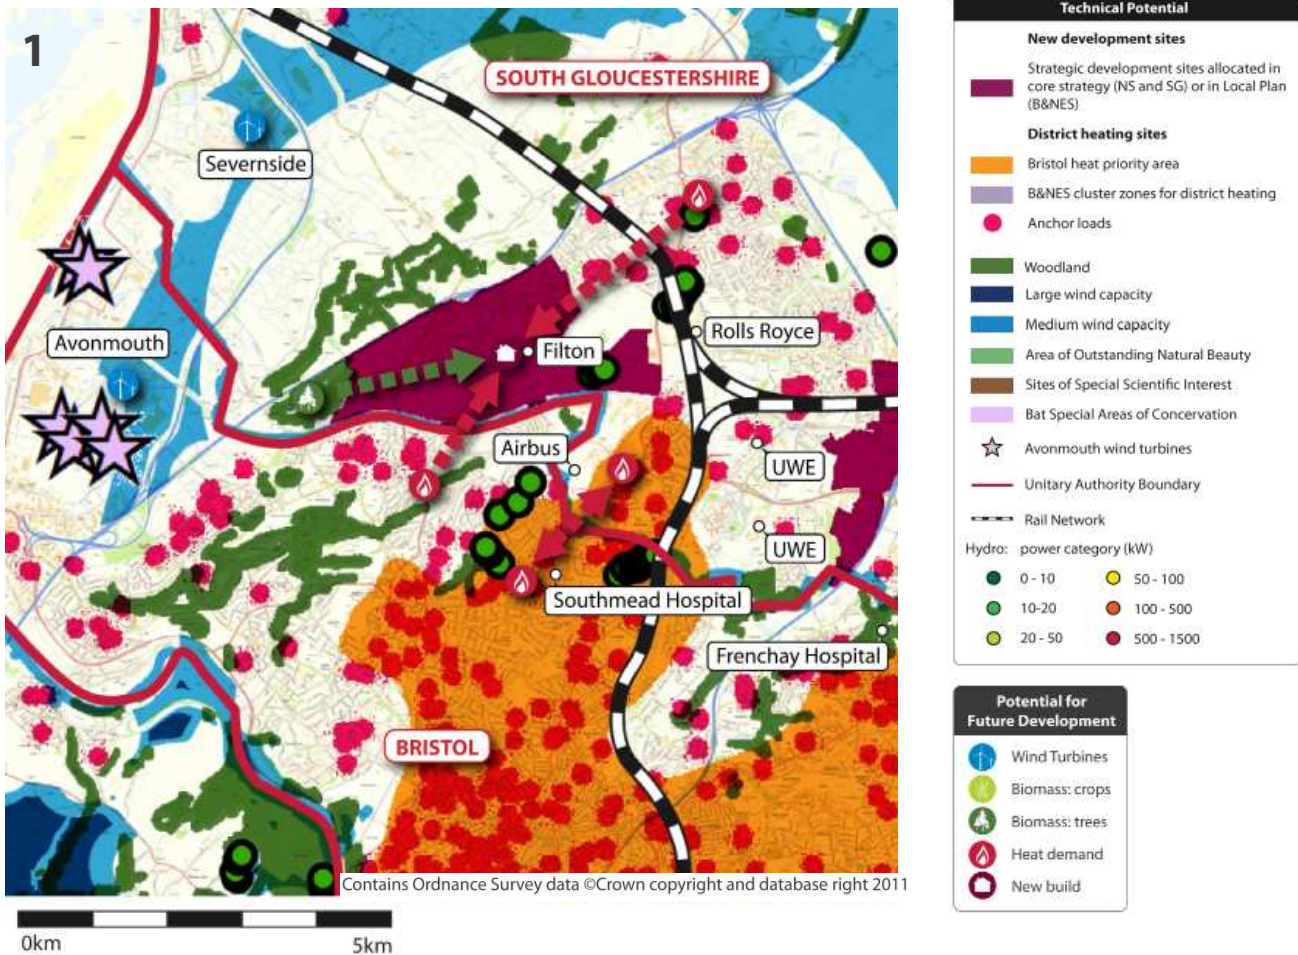 1
SOUTH GLOUCESTERSHIRE
Severnside
Avonmouth
Rolls Royce
Filton
Airbus
UWE
UWE
Southmead Hospital
Frenchay Hospital
BRISTOL
Contains Ordnance Survey data ©Crown copyright and database right 2011
0km
5km
Technical Potential
New development sites
Strategic development sites allocated in
core strategy (NS and SG) or in Local Plan
(B&NES)
District heating sites
Bristol heat priority area
B&NES cluster zones for district heating
Anchor loads
Woodland
Large wind capacity
Medium wind capacity
Area of Outstanding Natural Beauty
Sites of Special Scientific Interest
Bat Special Areas of Concervation
Avonmouth wind turbines
Unitary Authority Boundary
Rail Network
Hydro: power category (kW)
0 - 10 50 - 100
10-20 100 - 500
20 - 50 500 - 1500
Potential for
Future Development
Wind Turbines
Biomass: crops
Biomass: trees
Heat demand
New build